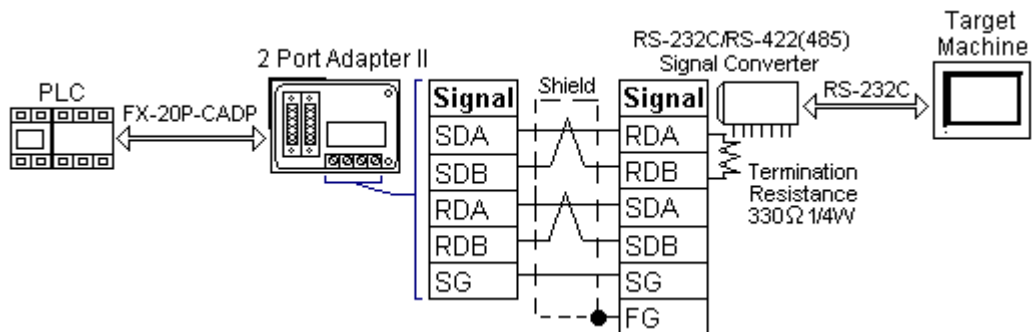 Target
Machine
RS-232C/RS-422(485)
Signal Converter
2 Port Adapter II
PLC
FX-20P-CADP
Shield
RS-232C
Signal
SDA
SDB
RDA
RDB
SG
Signal
RDA
RDB
SDA
SDB
SG
FG
Termination
Resistance
330Ω 1/4W